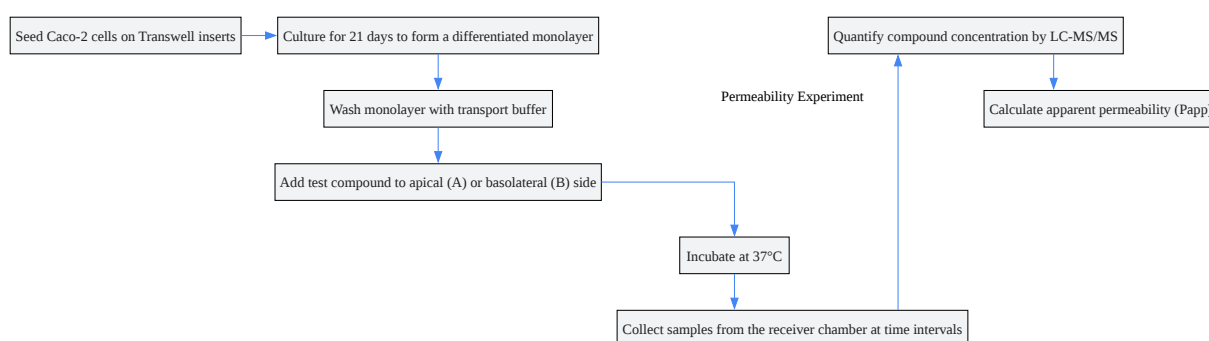 Seed Caco-2 cells on Transwell inserts
Culture for 21 days to form a differentiated monolayer
Wash monolayer with transport buffer
Add test compound to apical (A) or basolateral (B) side
Incubate at 37°C
Collect samples from the receiver chamber at time intervals
Permeability Experiment
Quantify compound concentration by LC-MS/MS
Calculate apparent permeability (Papp)